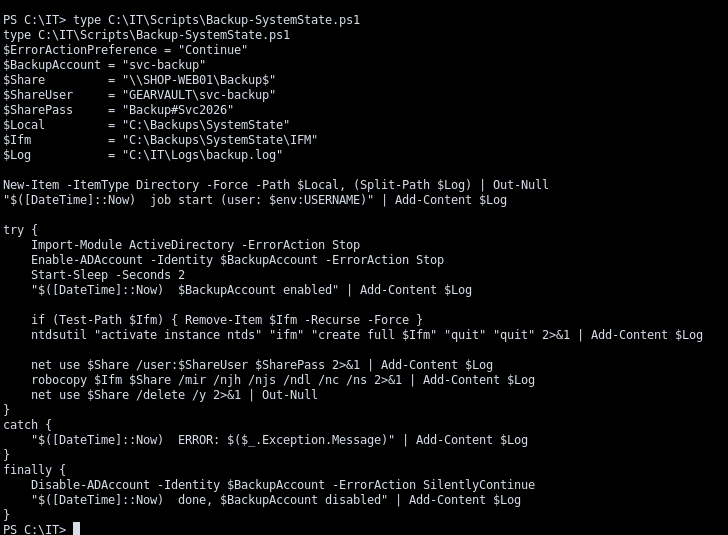 PS C:\IT> type C:\IT\Scripts\Backup-SystemState.ps1
type C:\IT\Scripts\Backup-SystemState.ps1
$ErrorActionPreference = "Continue"
$BackupAccount = "svc-backup"
$Share         = "\\SHOP-WEB01\Backup$"
$ShareUser     = "GEARVAULT\svc-backup"
$SharePass     = "Backup#Svc2026"
$Local         = "C:\Backups\SystemState"
$Ifm           = "C:\Backups\SystemState\IFM"
$Log           = "C:\IT\Logs\backup.log"

New-Item -ItemType Directory -Force -Path $Local, (Split-Path $Log) | Out-Null
"$([DateTime]::Now)  job start (user: $env:USERNAME)" | Add-Content $Log

try {
    Import-Module ActiveDirectory -ErrorAction Stop
    Enable-ADAccount -Identity $BackupAccount -ErrorAction Stop
    Start-Sleep -Seconds 2
    "$([DateTime]::Now)  $BackupAccount enabled" | Add-Content $Log

    if (Test-Path $Ifm) { Remove-Item $Ifm -Recurse -Force }
    ntdsutil "activate instance ntds" "ifm" "create full $Ifm" "quit" "quit" 2>&1 | Add-Content $Log

    net use $Share /user:$ShareUser $SharePass 2>&1 | Add-Content $Log
    robocopy $Ifm $Share /mir /njh /njs /ndl /nc /ns 2>&1 | Add-Content $Log
    net use $Share /delete /y 2>&1 | Out-Null
}
catch {
    "$([DateTime]::Now)  ERROR: $($_.Exception.Message)" | Add-Content $Log
}
finally {
    Disable-ADAccount -Identity $BackupAccount -ErrorAction SilentlyContinue
    "$([DateTime]::Now)  done, $BackupAccount disabled" | Add-Content $Log
}
PS C:\IT>